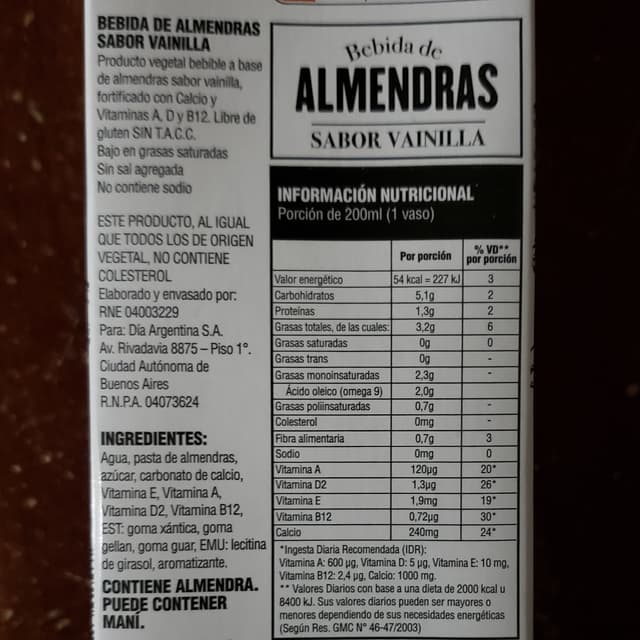 BEBIDA DE ALMENDRAS
SABOR VAINILLA
Producto vegetal bebible a base
de almendras sabor vainilla,
fortificado con Calcio y
Vitaminas A, D y B12. Libre de
gluten SIN T.A.C.C.
Bajo en grasas saturadas
Sin sal agregada
No contiene sodio
ESTE PRODUCTO, AL IGUAL
QUE TODOS LOS DE ORIGEN
VEGETAL, NO CONTIENE
COLESTEROL
Elaborado y envasado por:
RNE 04003229
Para: Día Argentina S.A.
Av. Rivadavia 8875 – Piso 1°.
Ciudad Autónoma de
Buenos Aires
R.N.P.A. 04073624
INGREDIENTES:
Agua, pasta de almendras,
azúcar, carbonato de calcio,
Vitamina E, Vitamina A,
Vitamina D2, Vitamina B12,
EST: goma xántica, goma
gellan, goma guar, EMU: lecitina
de girasol, aromatizante.
CONTIENE ALMENDRA.
PUEDE CONTENER
MANÍ.
Bebida de
ALMENDRAS
SABOR VAINILLA
INFORMACIÓN NUTRICIONAL
Porción de 200ml (1 vaso)
Por porción % VD** por porción
Valor energético 54 kcal = 227 kJ 3
Carbohidratos 5,1g 2
Proteínas 1,3g 2
Grasas totales, de las cuales: 3,2g 6
Grasas saturadas 0g 0
Grasas trans 0g -
Grasas monoinsaturadas 2,3g -
Ácido oleico (omega 9) 2,0g
Grasas poliinsaturadas 0,7g -
Colesterol 0mg -
Fibra alimentaria 0,7g 3
Sodio 0mg 0
Vitamina A 120µg 20*
Vitamina D2 1,3µg 26*
Vitamina E 1,9mg 19*
Vitamina B12 0,72µg 30*
Calcio 240mg 24*
*Ingesta Diaria Recomendada (IDR):
Vitamina A: 600 µg, Vitamina D: 5 µg, Vitamina E: 10 mg,
Vitamina B12: 2,4 µg, Calcio: 1000 mg.
** Valores Diarios con base a una dieta de 2000 kcal u
8400 kJ. Sus valores diarios pueden ser mayores o
menores dependiendo de sus necesidades energéticas
(Según Res. GMC N° 46-47/2003)